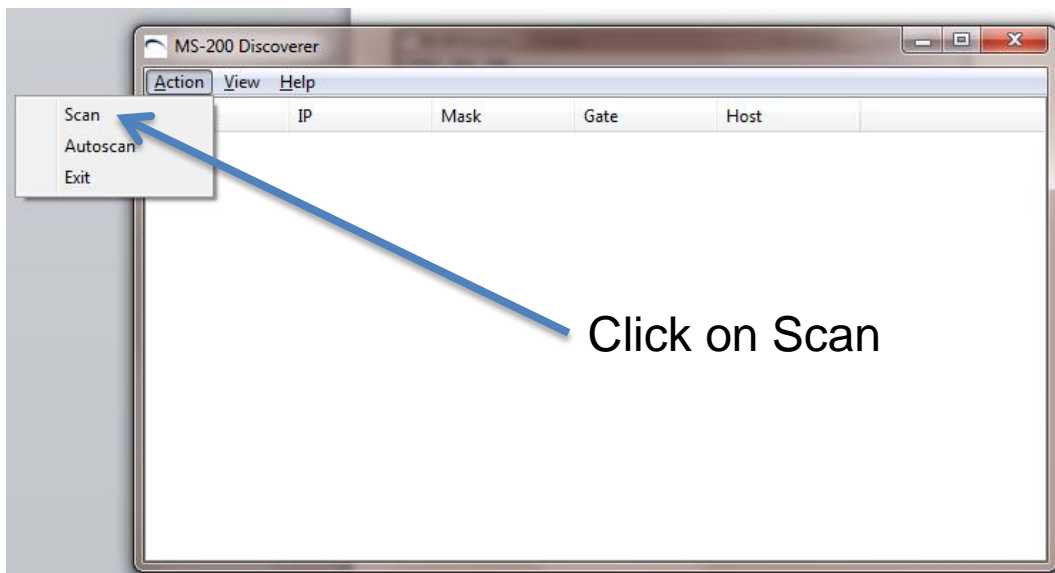 MS-200 Discoverer
Action View Help
IP Mask Gate Host
Scan
Autoscan
Exit
Click on Scan